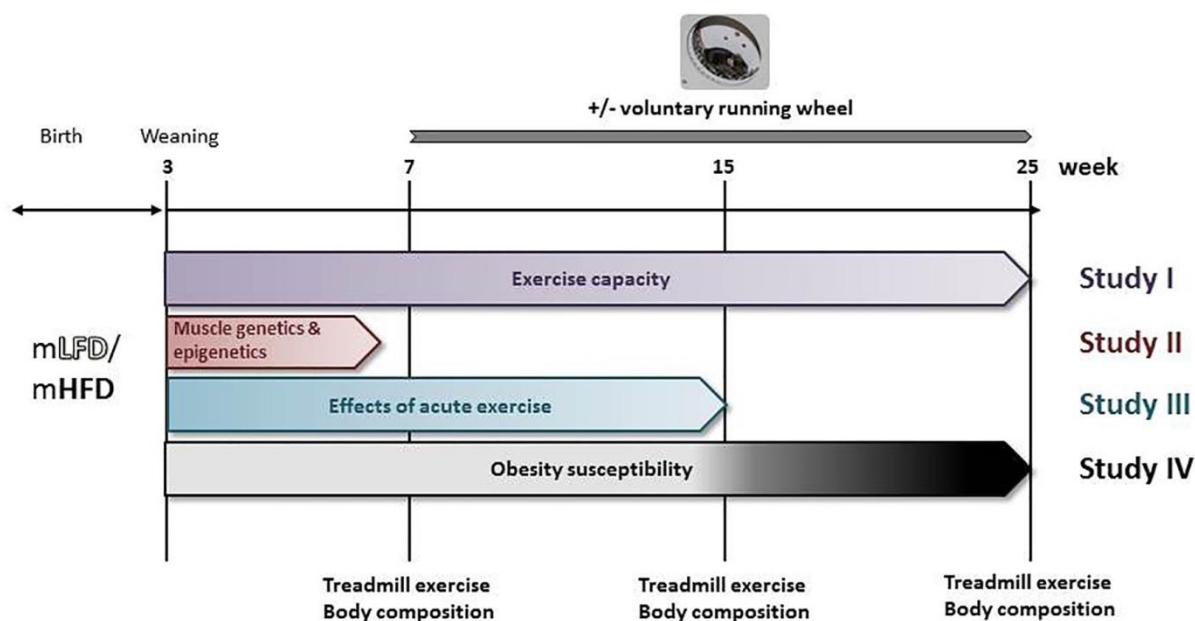 +/- voluntary running wheel
Birth
Weaning
3
7
15
25
week
Exercise capacity
Study I
Muscle genetics &
epigenetics
Study II
mLFD/
mHFD
Effects of acute exercise
Study III
Obesity susceptibility
Study IV
Treadmill exercise
Body composition
Treadmill exercise
Body composition
Treadmill exercise
Body composition